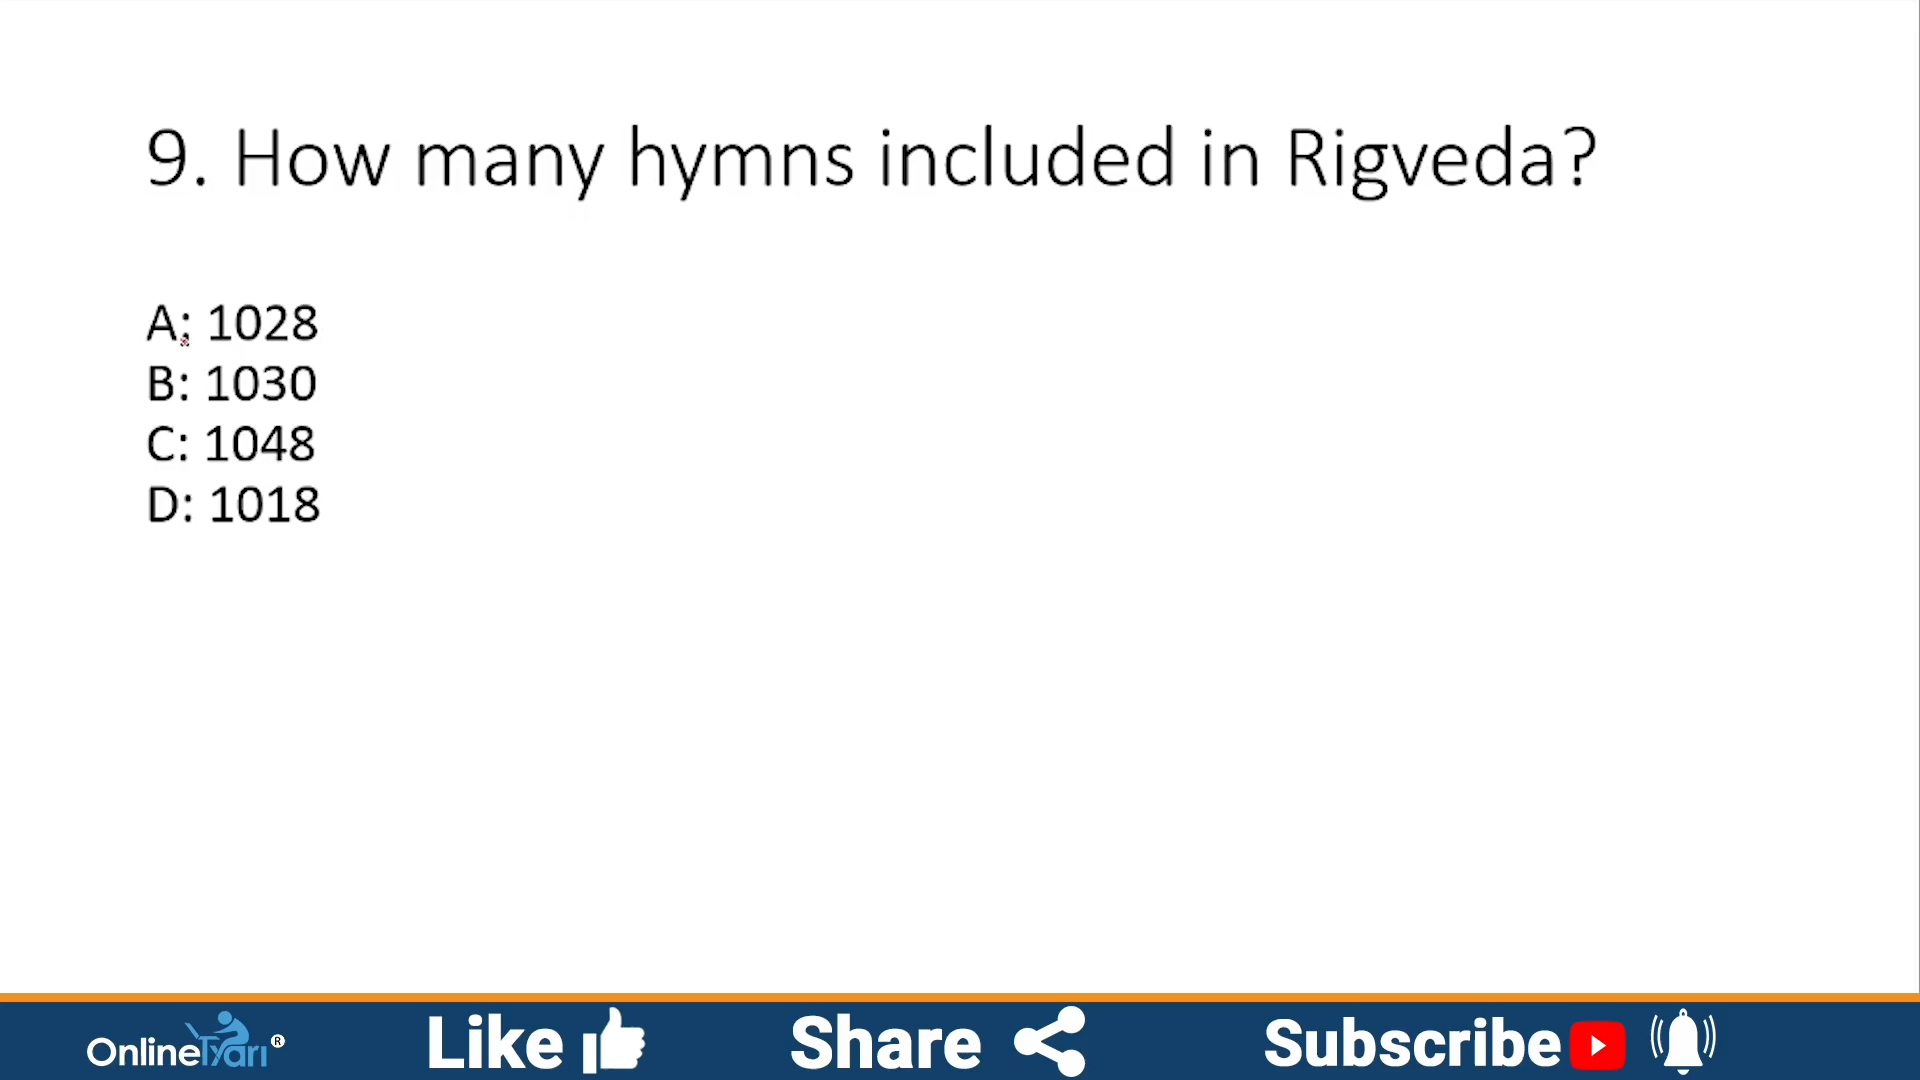 9. How many hymns included in Rigveda?
A: 1028
B: 1030
C: 1048
D: 1018
OnlineTyari® Like Share Subscribe